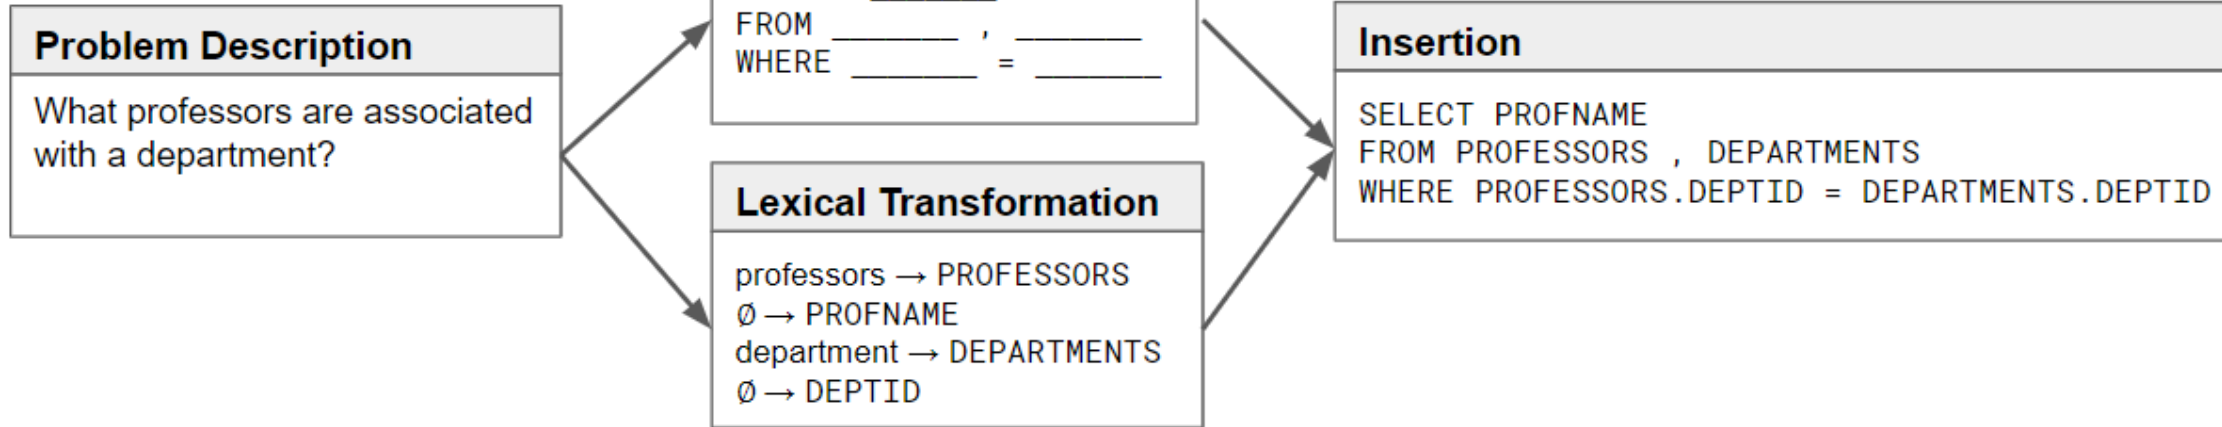 Problem Description
What professors are associated
with a department?
FROM _______ , _______
WHERE _______ = _______
Lexical Transformation
professors → PROFESSORS
∅ → PROFNAME
department → DEPARTMENTS
∅ → DEPTID
Insertion
SELECT PROFNAME
FROM PROFESSORS , DEPARTMENTS
WHERE PROFESSORS.DEPTID = DEPARTMENTS.DEPTID